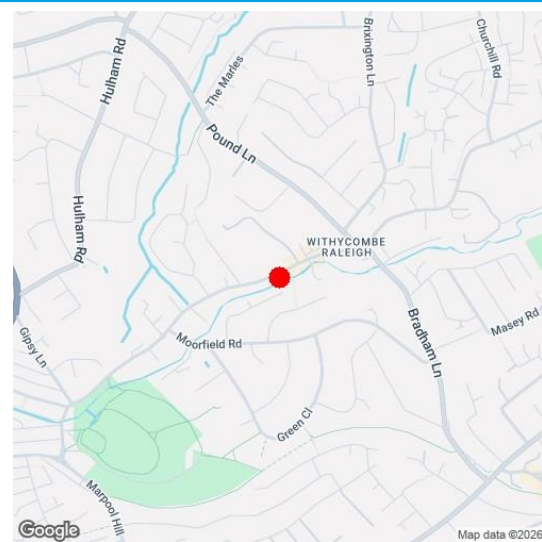 Hulham Rd
The Marles
Brixington Ln
Churchill Rd
Pound Ln
Hulham Rd
WITHYCOMBE
RALEIGH
Gipsy Ln
Moorfield Rd
Bradham Ln
Masey Rd
Green Cl
Marpool Hill
Google
Map data ©2026